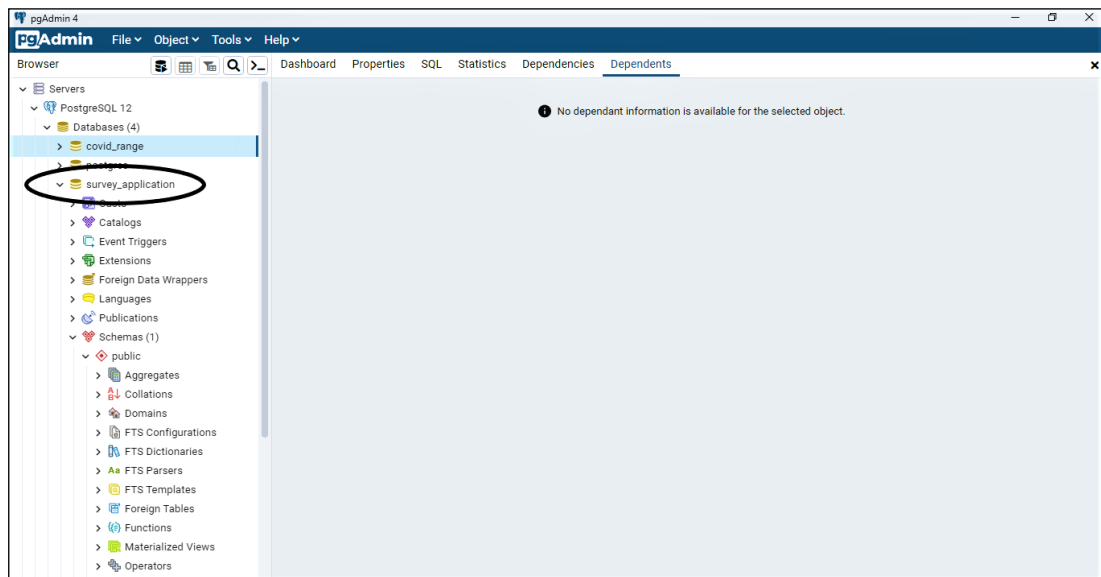 pgAdmin 4
pgAdmin File Object Tools Help
Browser
Dashboard Properties SQL Statistics Dependencies Dependents
Servers
PostgreSQL 12
Databases (4)
covid_range
postgres
survey_application
Casts
Catalogs
Event Triggers
Extensions
Foreign Data Wrappers
Languages
Publications
Schemas (1)
public
Aggregates
Collations
Domains
FTS Configurations
FTS Dictionaries
Aa FTS Parsers
FTS Templates
Foreign Tables
Functions
Materialized Views
Operators
No dependant information is available for the selected object.